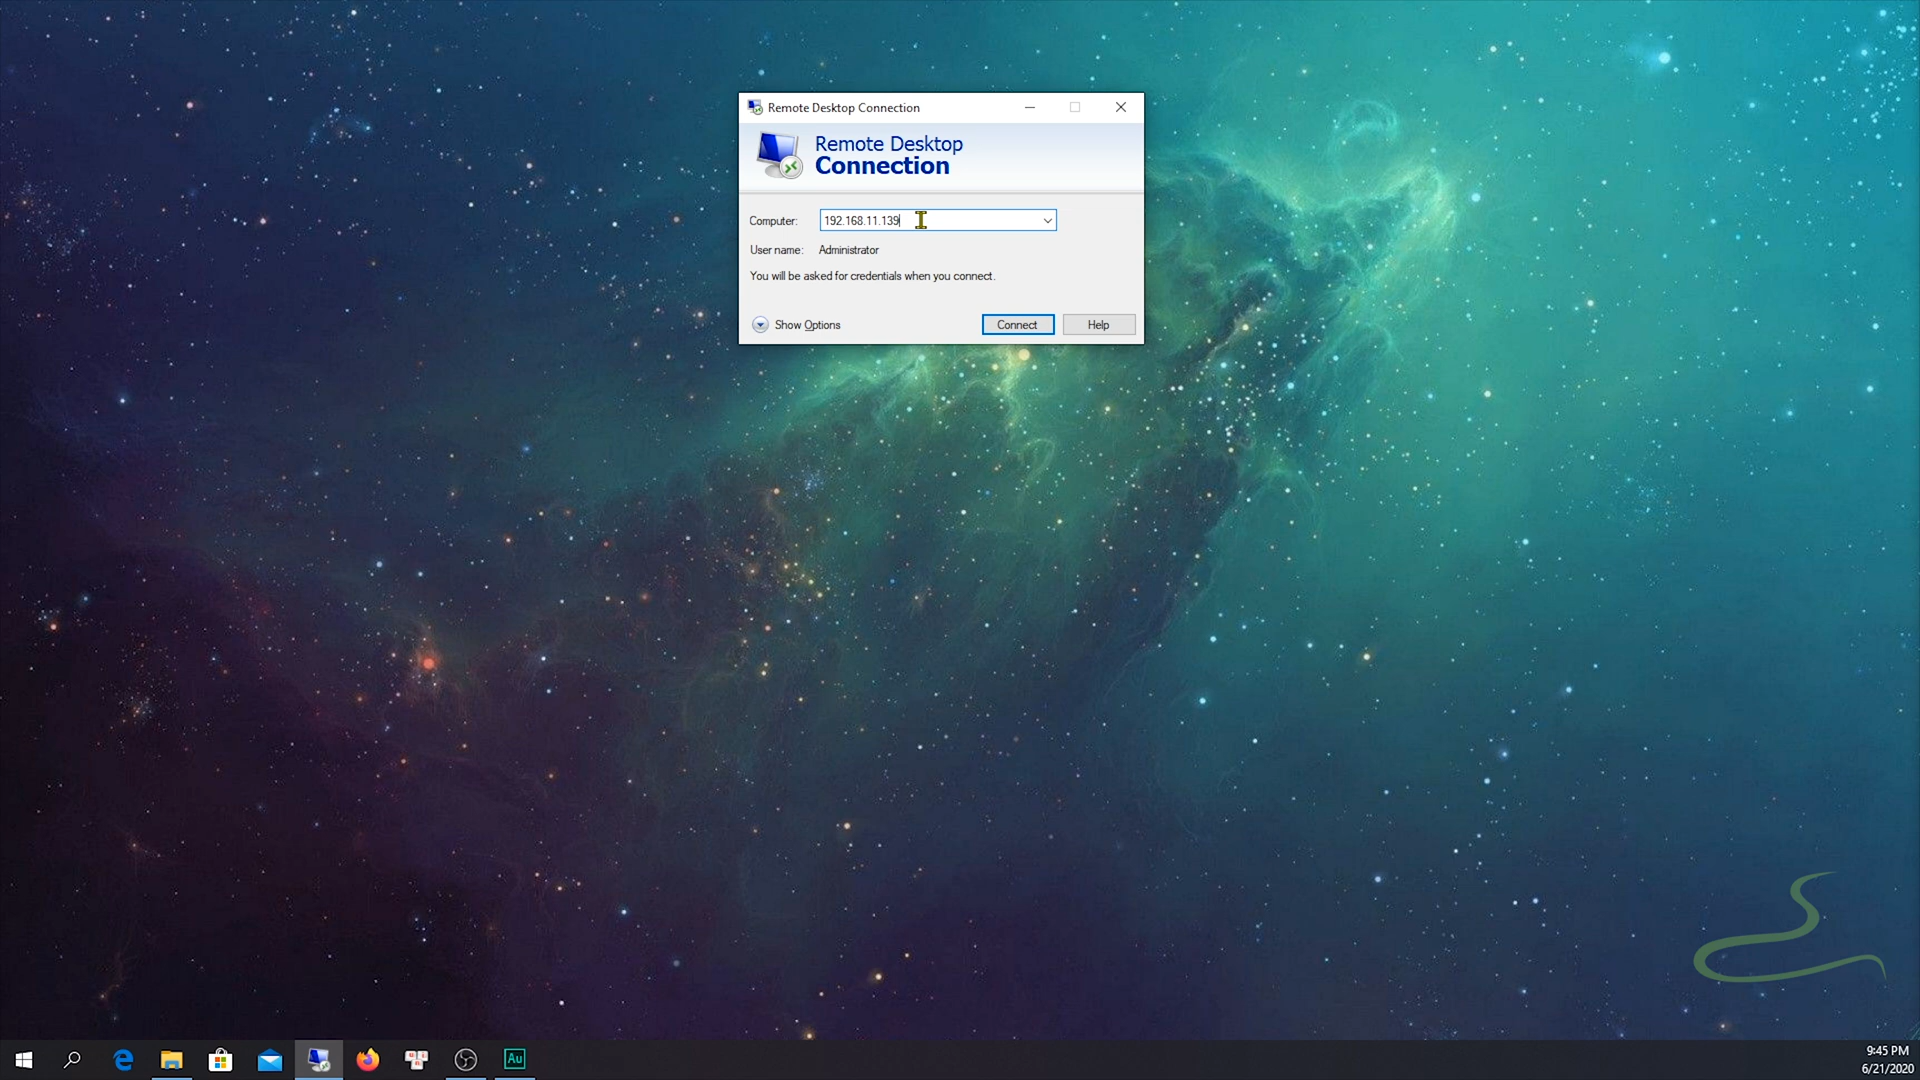 Remote Desktop Connection
Remote Desktop
Connection
Computer: 192.168.11.139
User name: Administrator
You will be asked for credentials when you connect.
Show Options
Connect
Help
Au
9:45 PM
6/21/2020